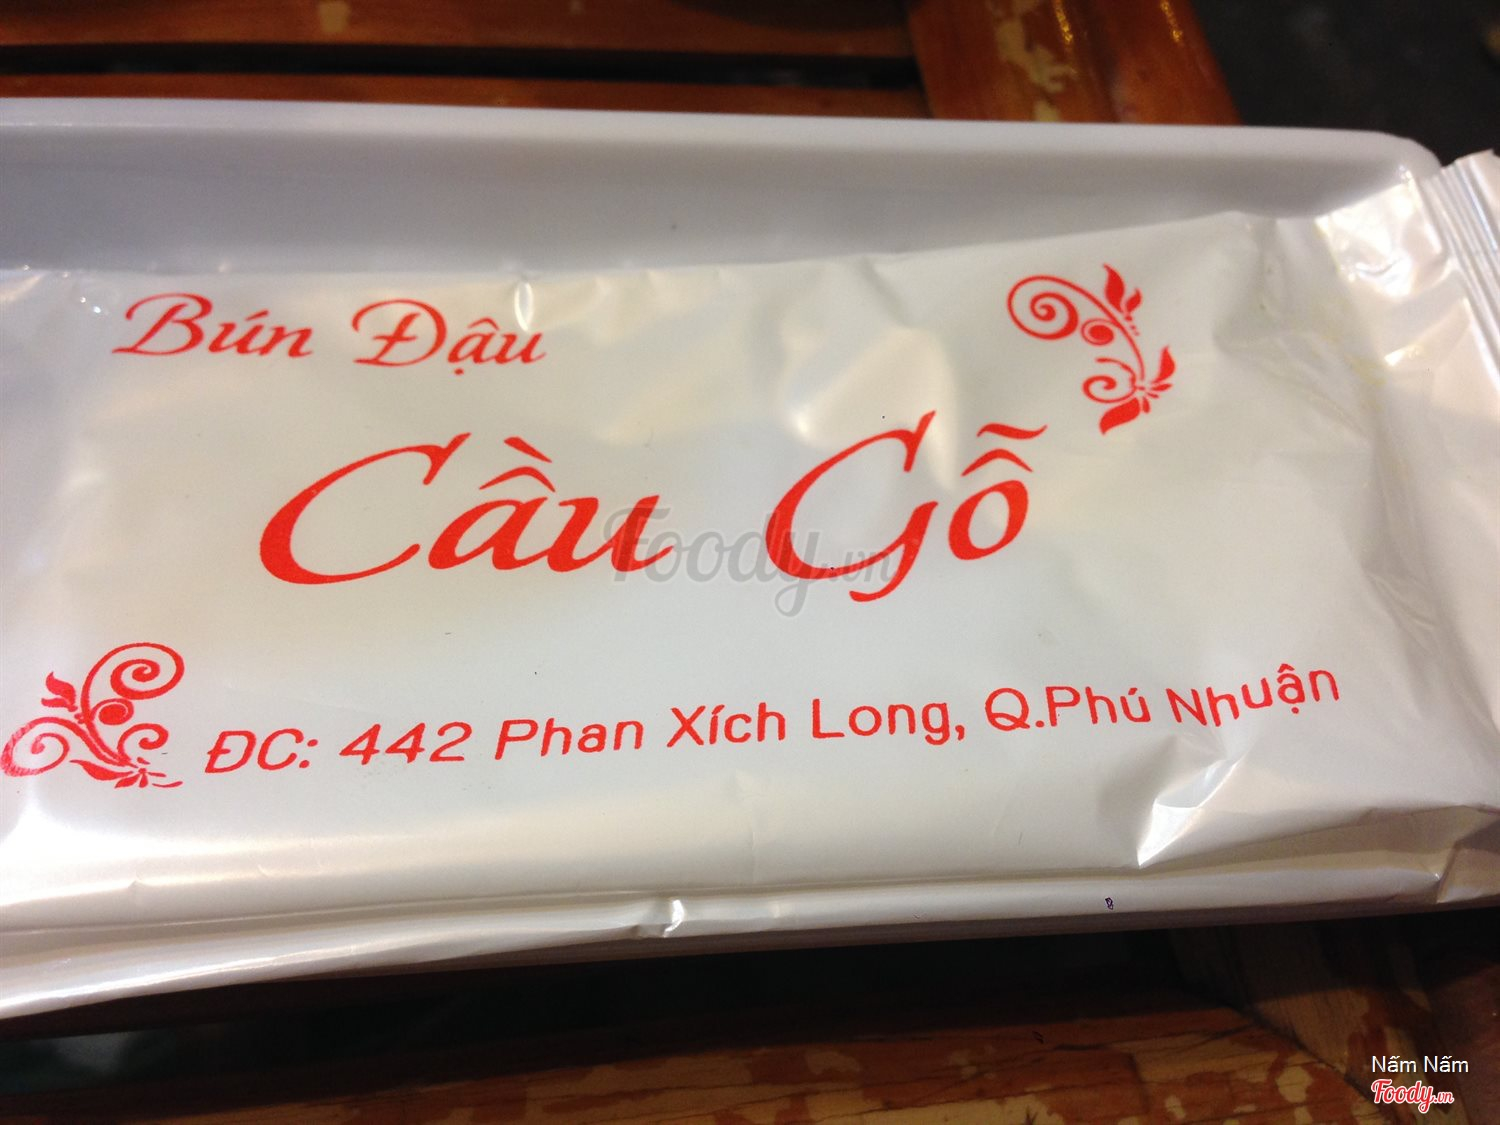 Bún Đậu
Cầu Gỗ
Foody.vn
ĐC: 442 Phan Xích Long, Q.Phú Nhuận
Nấm Nấm
Foody.vn